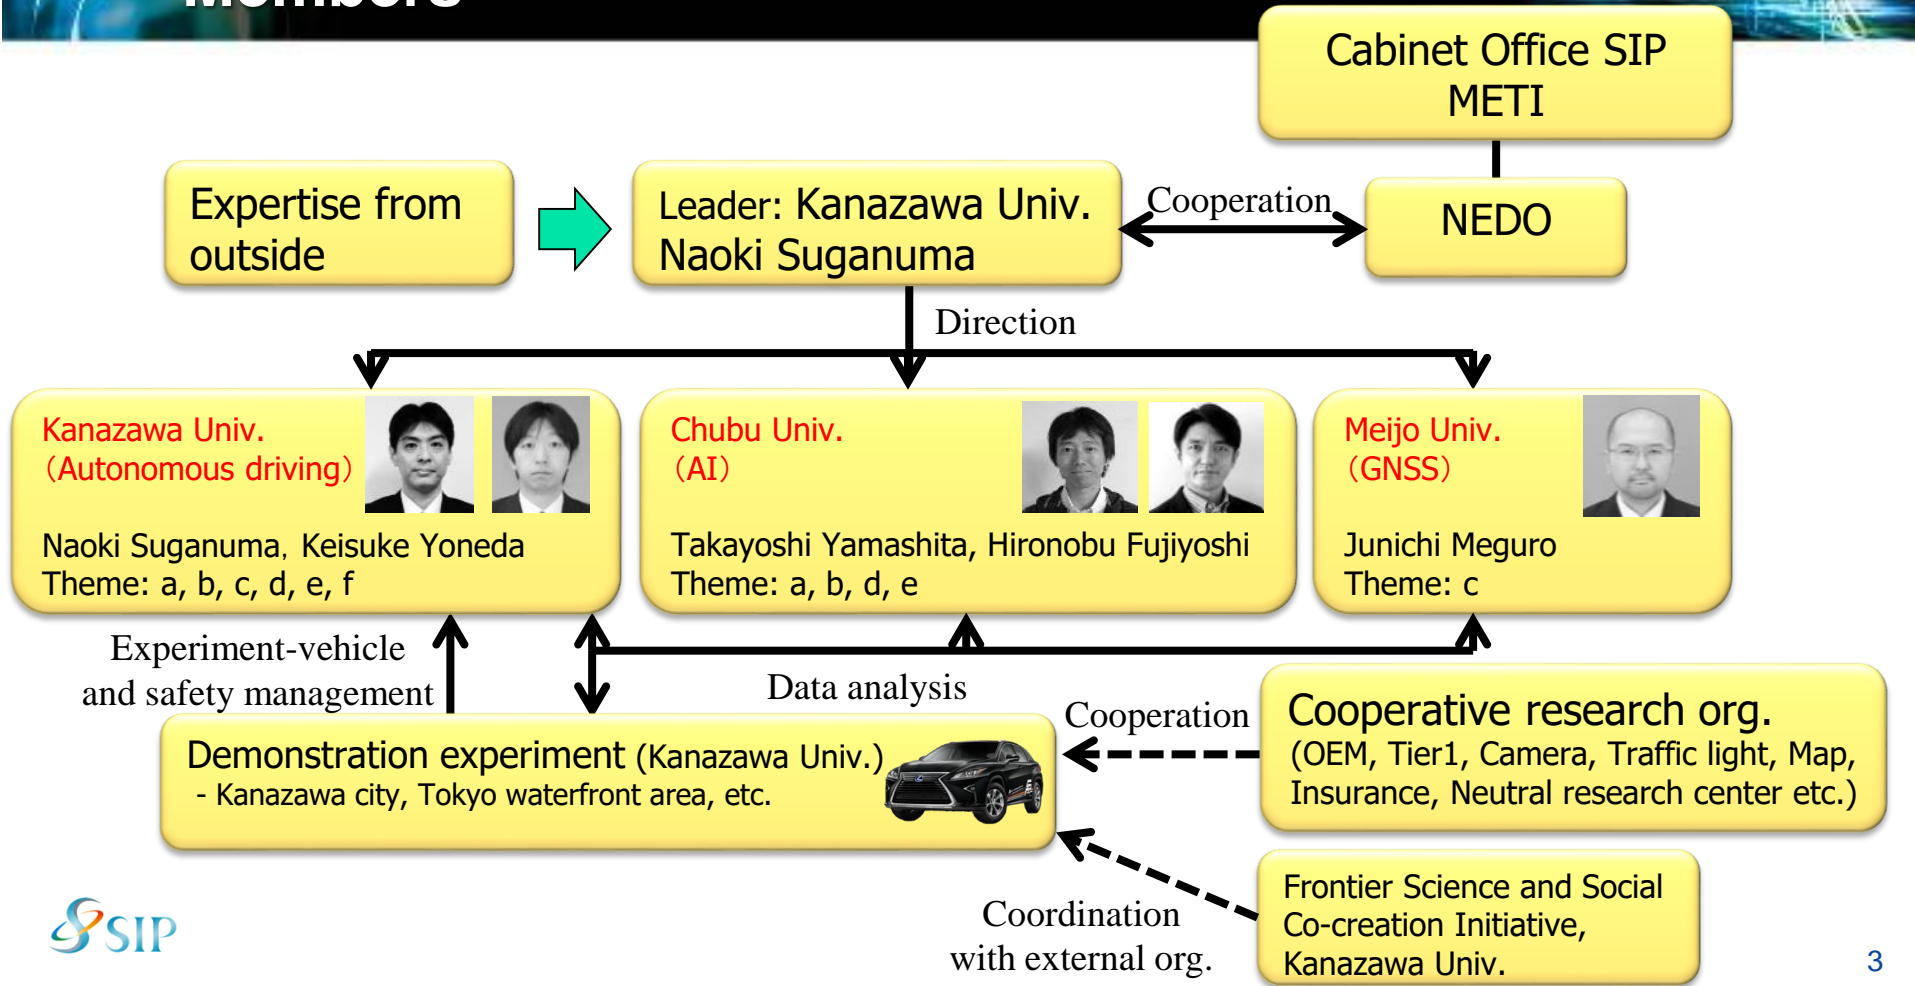 Members
Cabinet Office SIP
METI
Expertise from
outside
Leader: Kanazawa Univ.
Naoki Suganuma
Cooperation
NEDO
Direction
Kanazawa Univ.
（Autonomous driving）
Naoki Suganuma, Keisuke Yoneda
Theme: a, b, c, d, e, f
Chubu Univ.
（AI）
Takayoshi Yamashita, Hironobu Fujiyoshi
Theme: a, b, d, e
Meijo Univ.
（GNSS）
Junichi Meguro
Theme: c
Experiment-vehicle
and safety management
Data analysis
Demonstration experiment (Kanazawa Univ.)
- Kanazawa city, Tokyo waterfront area, etc.
Cooperation
Cooperative research org.
(OEM, Tier1, Camera, Traffic light, Map,
Insurance, Neutral research center etc.)
Coordination
with external org.
Frontier Science and Social
Co-creation Initiative,
Kanazawa Univ.
SIP
3